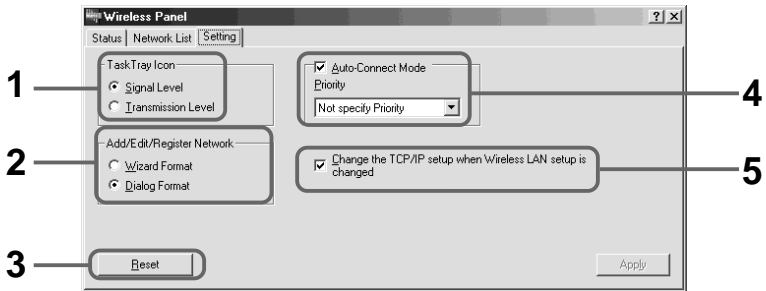 Wireless Panel
? ×
Status Network List Setting
TaskTray Icon
Signal Level
Transmission Level
Auto-Connect Mode
Priority
Not specify Priority
Add/Edit/Register Network
Wizard Format
Dialog Format
Change the TCP/IP setup when Wireless LAN setup is
changed
Reset
Apply
1
2
3
4
5